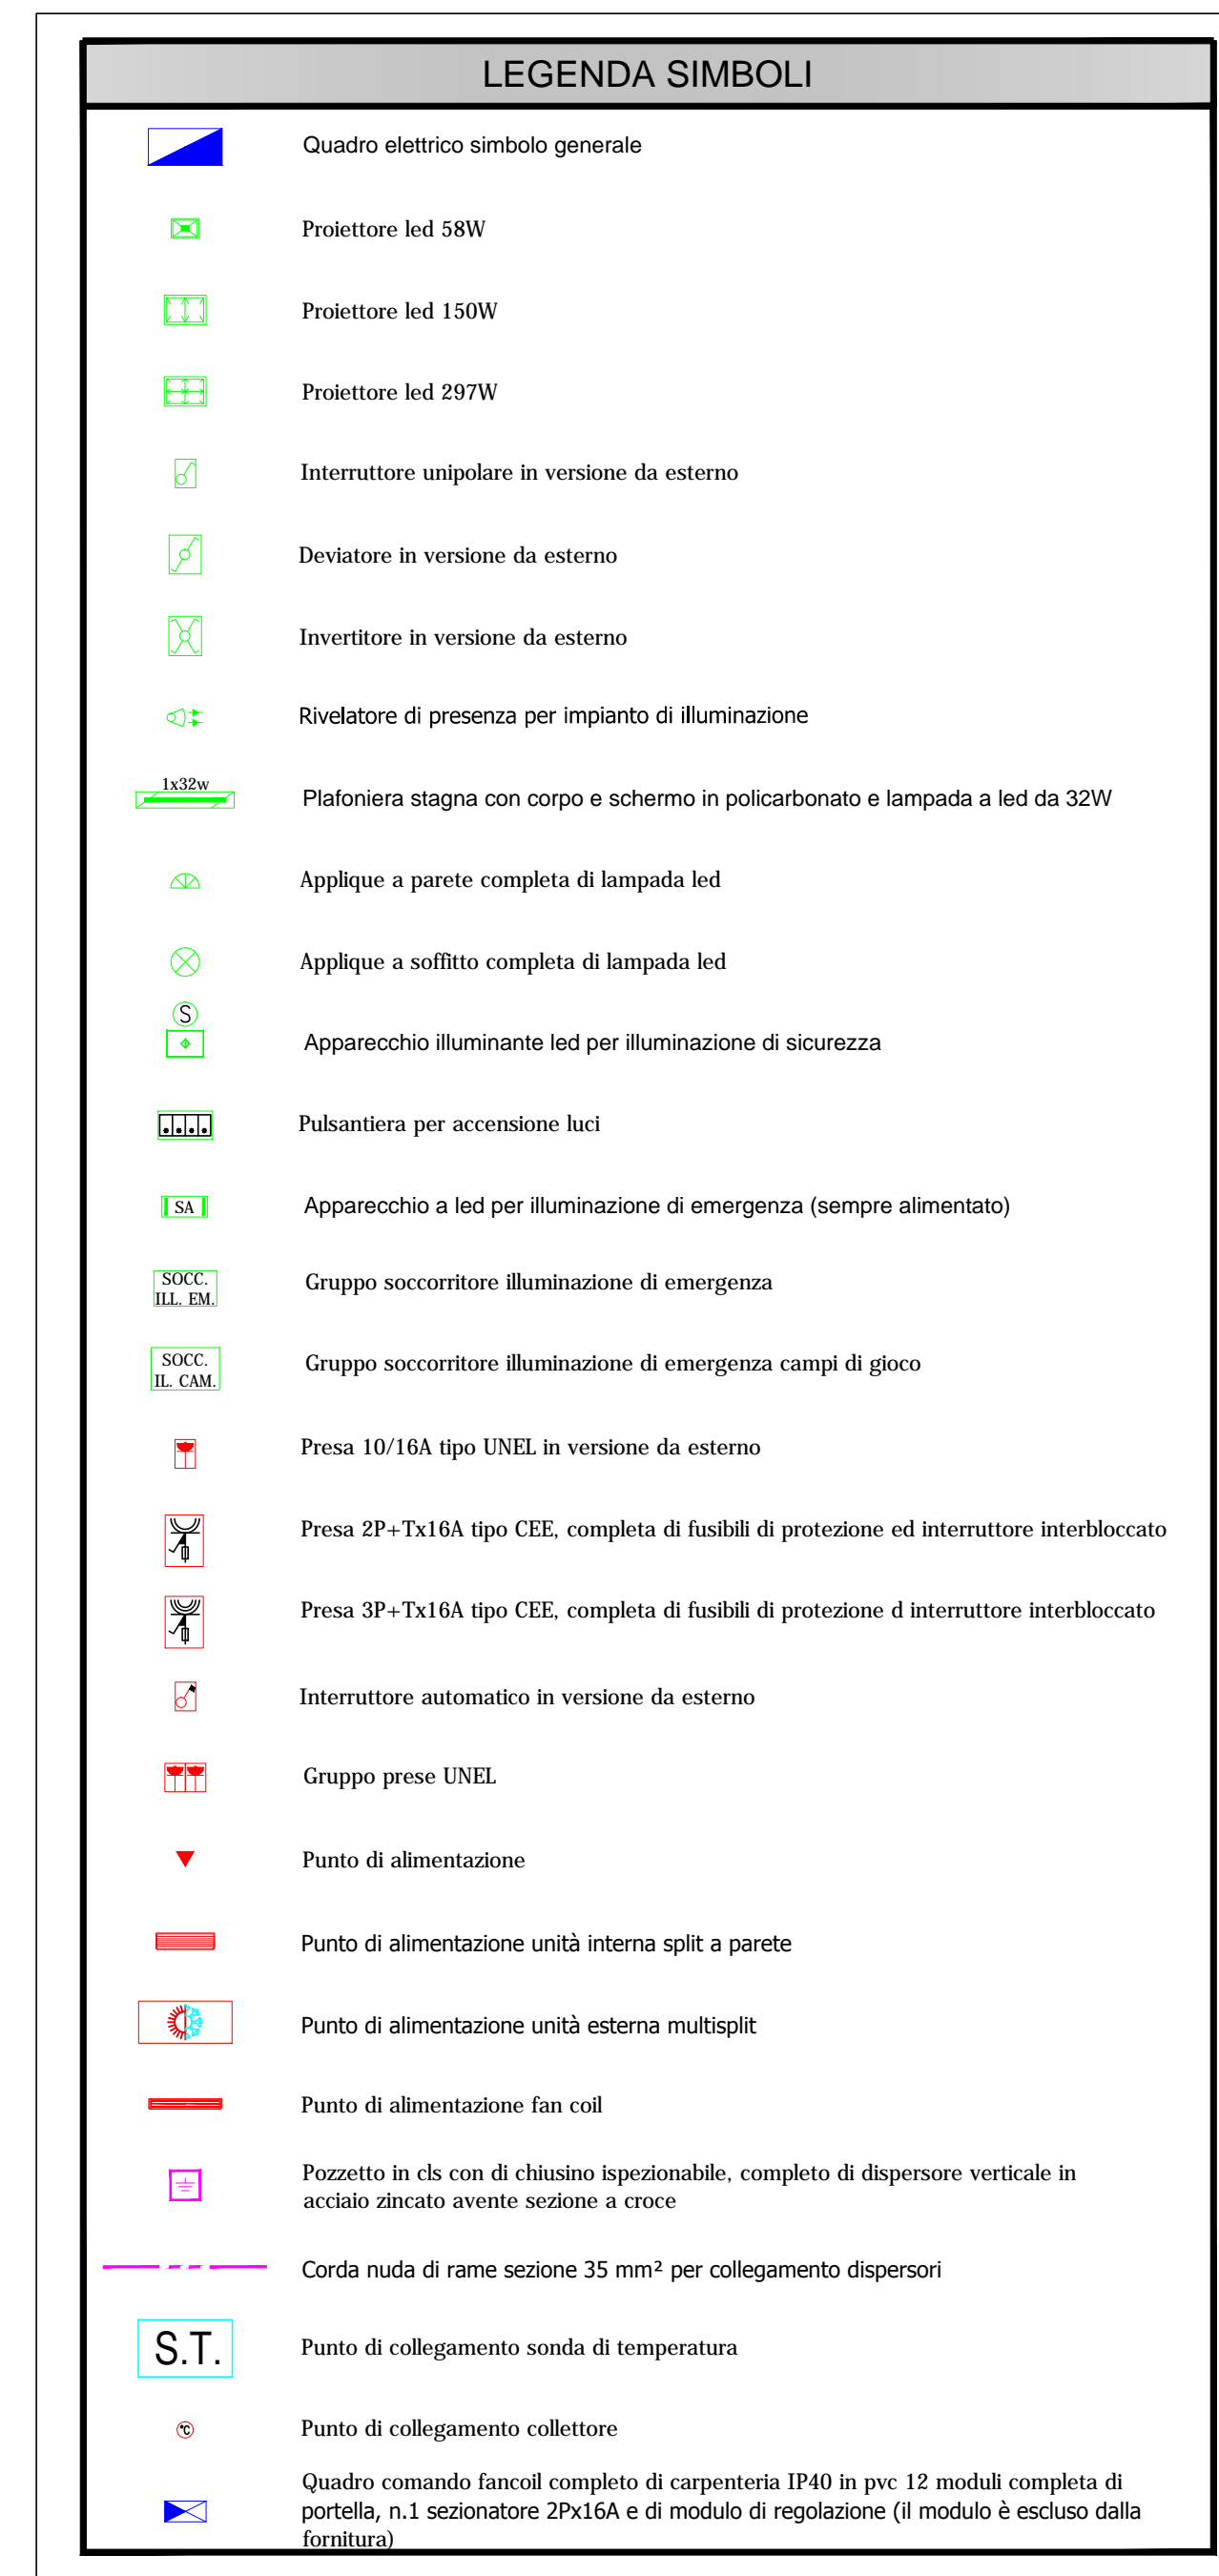 LEGENDA SIMBOLI
Quadro elettrico simbolo generale
Proiettore led 58W
Proiettore led 150W
Proiettore led 297W
Interruttore unipolare in versione da esterno
Deviatore in versione da esterno
Invertitore in versione da esterno
Rivelatore di presenza per impianto di illuminazione
1x32w
Plafoniera stagna con corpo e schermo in policarbonato e lampada a led da 32W
Applique a parete completa di lampada led
Applique a soffitto completa di lampada led
S
Apparecchio illuminante led per illuminazione di sicurezza
Pulsantiera per accensione luci
SA
Apparecchio a led per illuminazione di emergenza (sempre alimentato)
SOCC.
ILL. EM.
Gruppo soccorritore illuminazione di emergenza
SOCC.
IL. CAM.
Gruppo soccorritore illuminazione di emergenza campi di gioco
Presa 10/16A tipo UNEL in versione da esterno
Presa 2P+Tx16A tipo CEE, completa di fusibili di protezione ed interruttore interbloccato
Presa 3P+Tx16A tipo CEE, completa di fusibili di protezione d interruttore interbloccato
Interruttore automatico in versione da esterno
Gruppo prese UNEL
Punto di alimentazione
Punto di alimentazione unità interna split a parete
Punto di alimentazione unità esterna multisplit
Punto di alimentazione fan coil
Pozzetto in cls con di chiusino ispezionabile, completo di dispersore verticale in
acciaio zincato avente sezione a croce
Corda nuda di rame sezione 35 mm² per collegamento dispersori
S.T.
Punto di collegamento sonda di temperatura
°C
Punto di collegamento collettore
Quadro comando fancoil completo di carpenteria IP40 in pvc 12 moduli completa di
portella, n.1 sezionatore 2Px16A e di modulo di regolazione (il modulo è escluso dalla
fornitura)